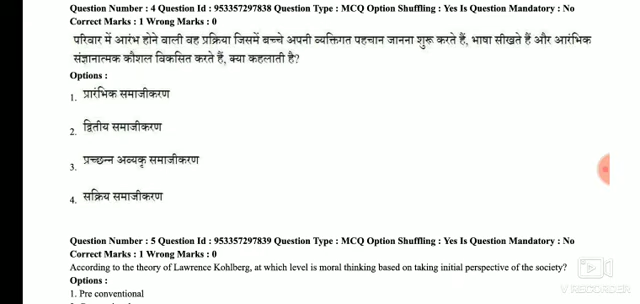 Question Number : 4 Question Id : 953357297838 Question Type : MCQ Option Shuffling : Yes Is Question Mandatory : No
Correct Marks : 1 Wrong Marks : 0
परिवार में आरंभ होने वाली वह प्रक्रिया जिसमें बच्चे अपनी व्यक्तिगत पहचान जानना शुरू करते हैं, भाषा सीखते हैं और आरंभिक
संज्ञानात्मक कौशल विकसित करते हैं, क्या कहलाती है?
Options :
1. प्रारंभिक समाजीकरण
2. द्वितीय समाजीकरण
3. प्रच्छन्न अव्यकृ समाजीकरण
4. सक्रिय समाजीकरण
Question Number : 5 Question Id : 953357297839 Question Type : MCQ Option Shuffling : Yes Is Question Mandatory : No
Correct Marks : 1 Wrong Marks : 0
According to the theory of Lawrence Kohlberg, at which level is moral thinking based on taking initial perspective of the society?
Options :
1. Pre conventional
V RECORDER